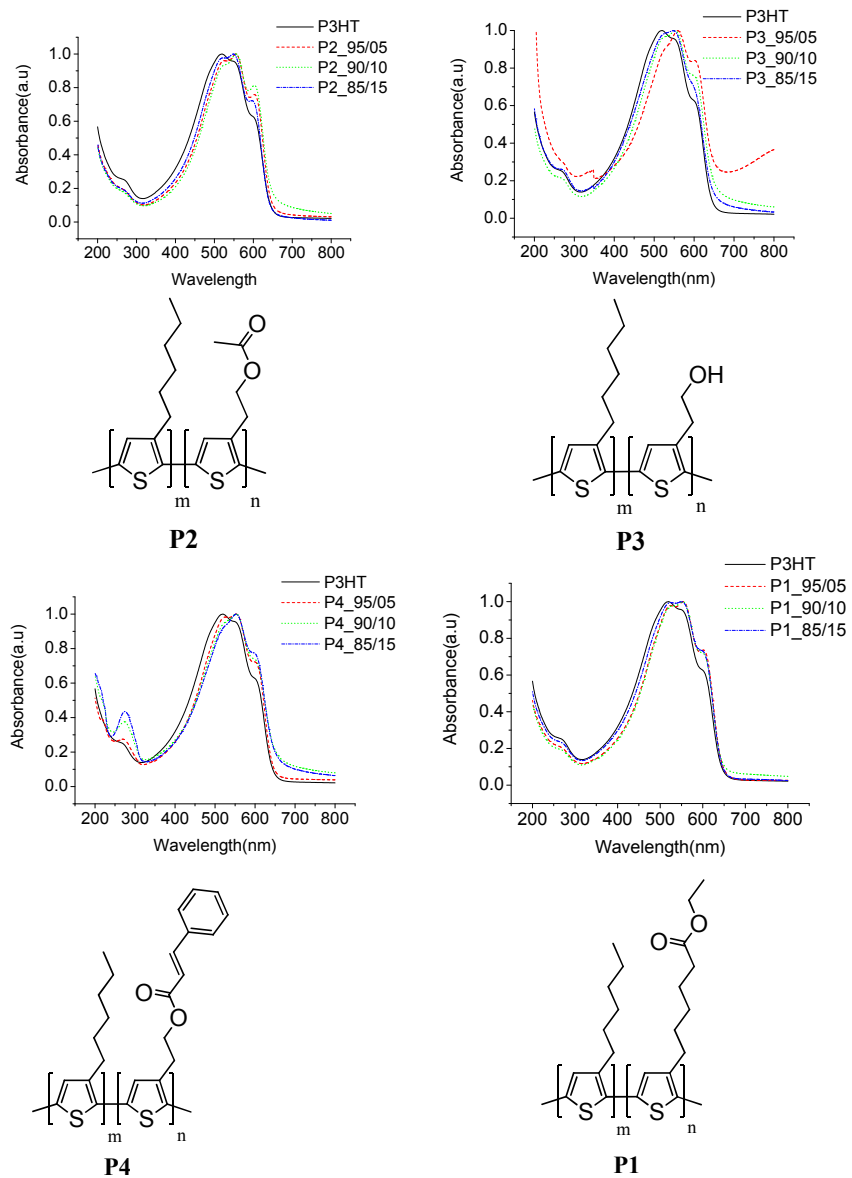 P3HT
P2_95/05
P2_90/10
P2_85/15
Absorbance(a.u)
1.0
0.8
0.6
0.4
0.2
0.0
200 300 400 500 600 700 800
Wavelength
O
O
S
m
S
n
P2
P3HT
P3_95/05
P3_90/10
P3_85/15
Absorbance(a.u)
1.0
0.8
0.6
0.4
0.2
0.0
200 300 400 500 600 700 800
Wavelength(nm)
OH
S
m
S
n
P3
P3HT
P4_95/05
P4_90/10
P4_85/15
Absorbance(a.u)
1.0
0.8
0.6
0.4
0.2
0.0
200 300 400 500 600 700 800
Wavelength(nm)
O
O
S
m
S
n
P4
P3HT
P1_95/05
P1_90/10
P1_85/15
Absorbance(a.u)
1.0
0.8
0.6
0.4
0.2
0.0
200 300 400 500 600 700 800
Wavelength(nm)
O
O
S
m
S
n
P1